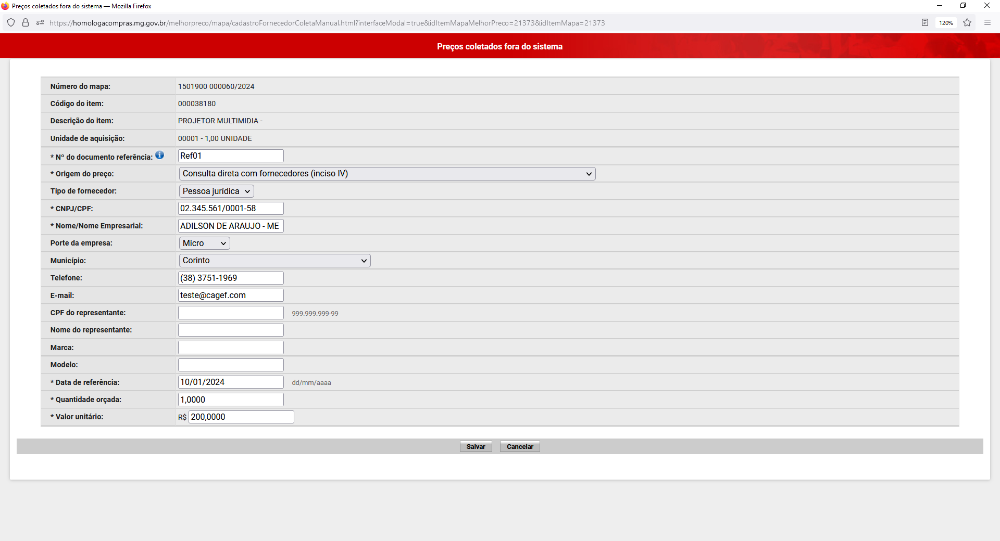 Preços coletados fora do sistema — Mozilla Firefox
https://homologacompras.mg.gov.br/melhorpreco/mapa/cadastroFornecedorColetaManual.html?interfaceModal=true&idItemMapaMelhorPreco=21373&idItemMapa=21373
120%
Preços coletados fora do sistema
Número do mapa: 1501900 000060/2024
Código do item: 000038180
Descrição do item: PROJETOR MULTIMIDIA -
Unidade de aquisição: 00001 - 1,00 UNIDADE
* Nº do documento referência: i Ref01
* Origem do preço: Consulta direta com fornecedores (inciso IV)
Tipo de fornecedor: Pessoa jurídica
* CNPJ/CPF: 02.345.561/0001-58
* Nome/Nome Empresarial: ADILSON DE ARAUJO - ME
Porte da empresa: Micro
Município: Corinto
Telefone: (38) 3751-1969
E-mail: teste@cagef.com
CPF do representante: 999.999.999-99
Nome do representante:
Marca:
Modelo:
* Data de referência: 10/01/2024 dd/mm/aaaa
* Quantidade orçada: 1,0000
* Valor unitário: R$ 200,0000
Salvar Cancelar